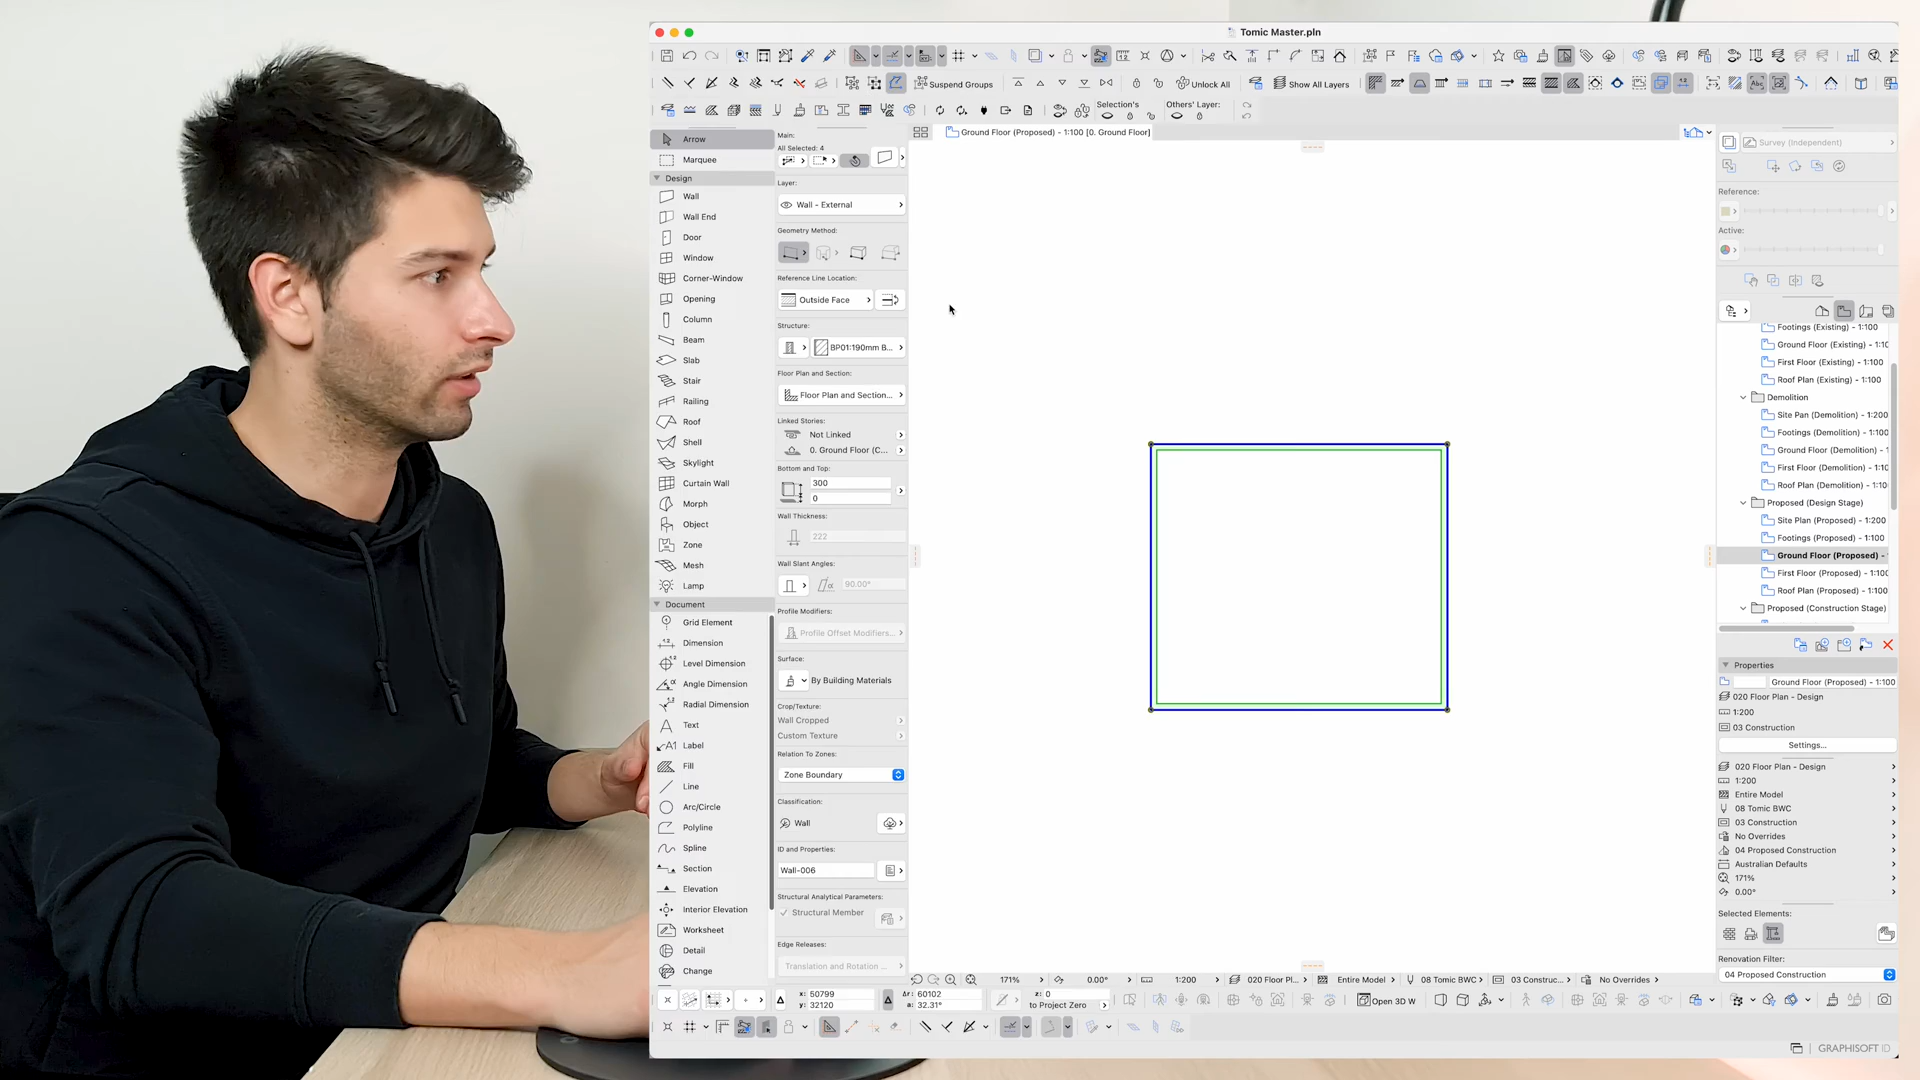 Tomic Master.pln
Suspend Groups
Unlock All
Show All Layers
Selection's
Others' Layer:
Arrow
Marquee
Design
Wall
Wall End
Door
Window
Corner-Window
Opening
Column
Beam
Slab
Stair
Railing
Roof
Shell
Skylight
Curtain Wall
Morph
Object
Zone
Mesh
Lamp
Document
Grid Element
Dimension
Level Dimension
Angle Dimension
Radial Dimension
Text
Label
Fill
Line
Arc/Circle
Polyline
Spline
Section
Elevation
Interior Elevation
Worksheet
Detail
Change
Main:
All Selected: 4
Layer:
Wall - External
Geometry Method:
Reference Line Location:
Outside Face
Structure:
BP01:190mm B...
Floor Plan and Section:
Floor Plan and Section...
Linked Stories:
Not Linked
0. Ground Floor (C...
Bottom and Top:
300
0
Wall Thickness:
222
Wall Slant Angles:
90.00°
Profile Modifiers:
Profile Offset Modifiers...
Surface:
By Building Materials
Crop/Texture:
Wall Cropped
Custom Texture
Relation To Zones:
Zone Boundary
Classification:
Wall
ID and Properties:
Wall-006
Structural Analytical Parameters:
Structural Member
Edge Releases:
Translation and Rotation ...
Ground Floor (Proposed) - 1:100 [0. Ground Floor]
Survey (Independent)
Reference:
Active:
Footings (Existing) - 1:100
Ground Floor (Existing) - 1:10
First Floor (Existing) - 1:100
Roof Plan (Existing) - 1:100
Demolition
Site Pan (Demolition) - 1:200
Footings (Demolition) - 1:100
Ground Floor (Demolition) - 1
First Floor (Demolition) - 1:10
Roof Plan (Demolition) - 1:10
Proposed (Design Stage)
Site Plan (Proposed) - 1:200
Footings (Proposed) - 1:100
Ground Floor (Proposed) -
First Floor (Proposed) - 1:100
Roof Plan (Proposed) - 1:100
Proposed (Construction Stage)
Properties
Ground Floor (Proposed) - 1:100
020 Floor Plan - Design
1:200
03 Construction
Settings...
020 Floor Plan - Design
1:200
Entire Model
08 Tomic BWC
03 Construction
No Overrides
04 Proposed Construction
Australian Defaults
171%
0.00°
Selected Elements:
Renovation Filter:
04 Proposed Construction
171%
0.00°
1:200
020 Floor Pl...
Entire Model
08 Tomic BWC
03 Construc...
No Overrides
x: 50799
y: 32120
Δr: 60102
a: 32.31°
z: 0
to Project Zero
Open 3D W
GRAPHISOFT ID